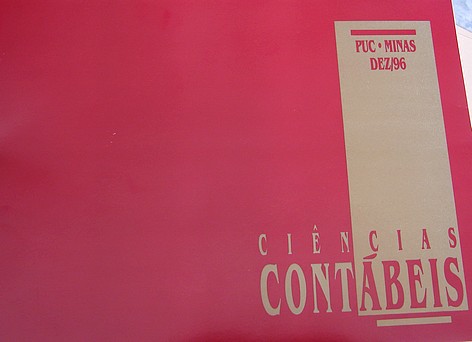 PUC • MINAS
DEZ/96
CIÊNCIAS
CONTÁBEIS